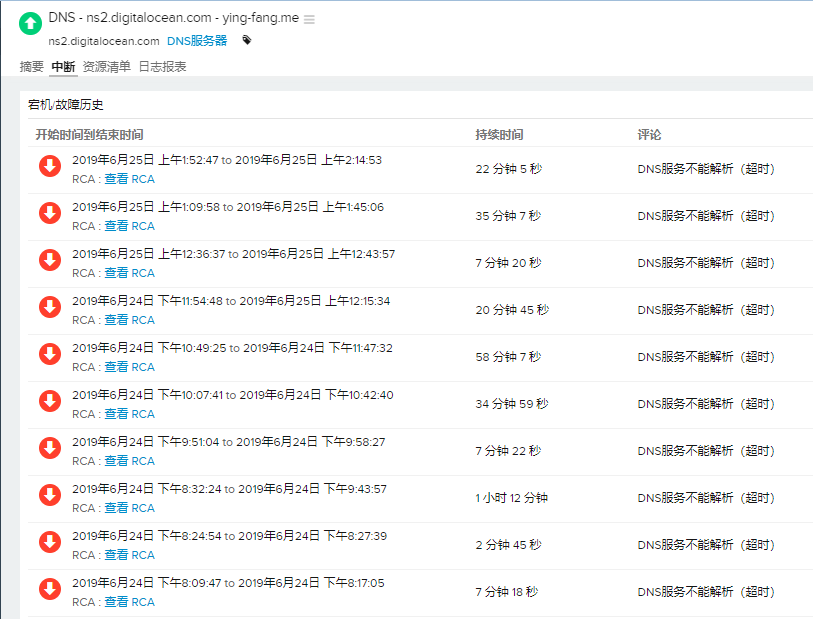 DNS - ns2.digitalocean.com - ying-fang.me
ns2.digitalocean.com DNS服务器
摘要 中断 资源清单 日志报表
宕机/故障历史
开始时间到结束时间 持续时间 评论
2019年6月25日 上午1:52:47 to 2019年6月25日 上午2:14:53
RCA : 查看 RCA
22 分钟 5 秒 DNS服务不能解析（超时）
2019年6月25日 上午1:09:58 to 2019年6月25日 上午1:45:06
RCA : 查看 RCA
35 分钟 7 秒 DNS服务不能解析（超时）
2019年6月25日 上午12:36:37 to 2019年6月25日 上午12:43:57
RCA : 查看 RCA
7 分钟 20 秒 DNS服务不能解析（超时）
2019年6月24日 下午11:54:48 to 2019年6月25日 上午12:15:34
RCA : 查看 RCA
20 分钟 45 秒 DNS服务不能解析（超时）
2019年6月24日 下午10:49:25 to 2019年6月24日 下午11:47:32
RCA : 查看 RCA
58 分钟 7 秒 DNS服务不能解析（超时）
2019年6月24日 下午10:07:41 to 2019年6月24日 下午10:42:40
RCA : 查看 RCA
34 分钟 59 秒 DNS服务不能解析（超时）
2019年6月24日 下午9:51:04 to 2019年6月24日 下午9:58:27
RCA : 查看 RCA
7 分钟 22 秒 DNS服务不能解析（超时）
2019年6月24日 下午8:32:24 to 2019年6月24日 下午9:43:57
RCA : 查看 RCA
1 小时 12 分钟 DNS服务不能解析（超时）
2019年6月24日 下午8:24:54 to 2019年6月24日 下午8:27:39
RCA : 查看 RCA
2 分钟 45 秒 DNS服务不能解析（超时）
2019年6月24日 下午8:09:47 to 2019年6月24日 下午8:17:05
RCA : 查看 RCA
7 分钟 18 秒 DNS服务不能解析（超时）